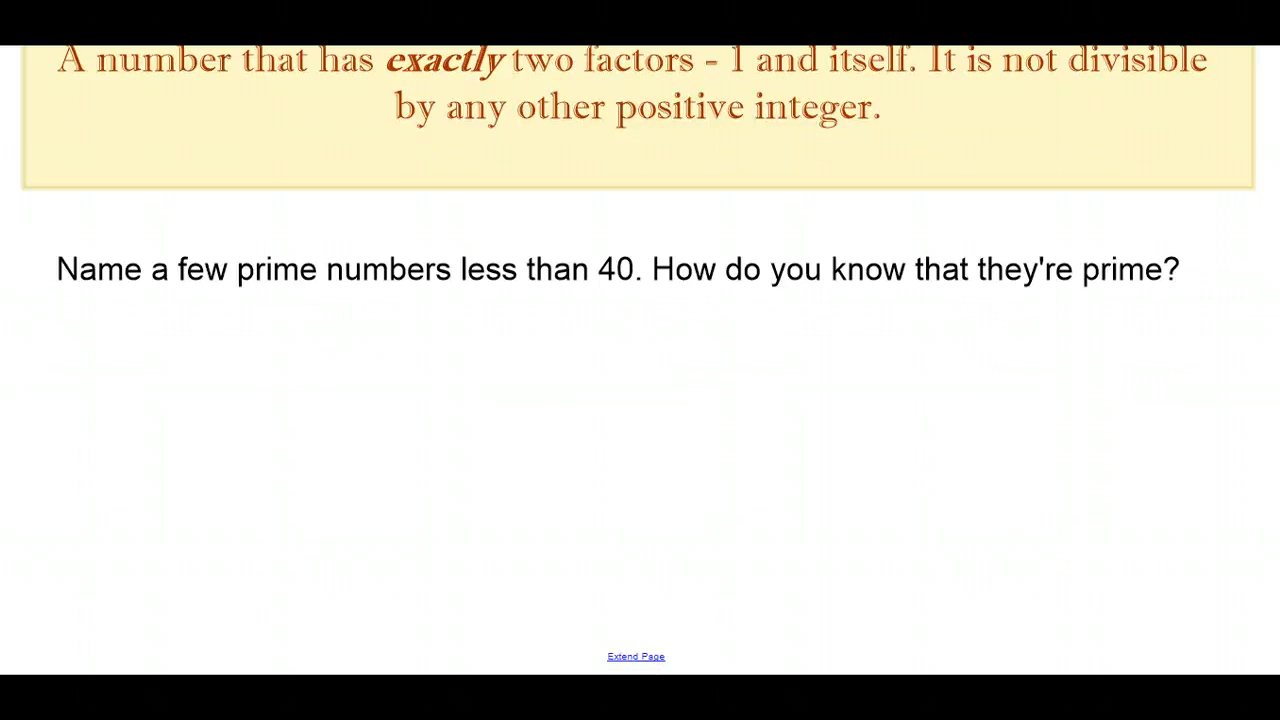 A number that has exactly two factors - 1 and itself. It is not divisible
by any other positive integer.
Name a few prime numbers less than 40. How do you know that they're prime?
Extend Page